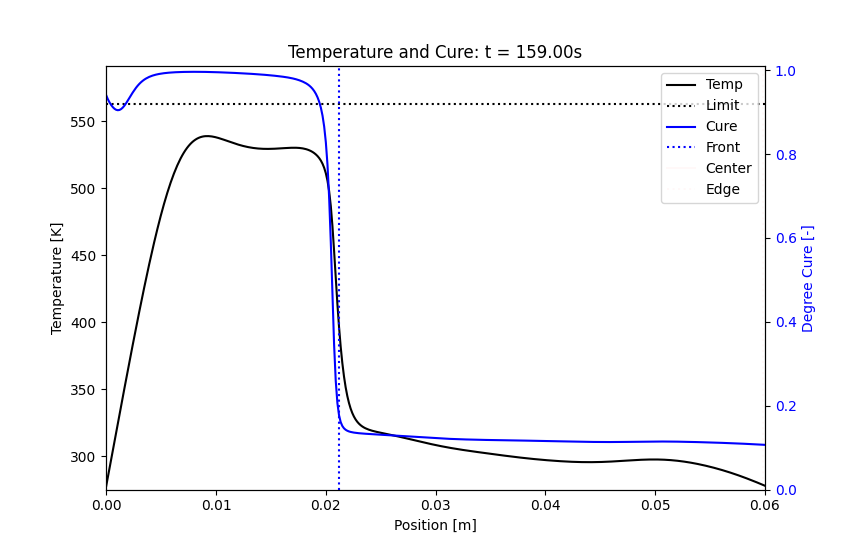 Temperature and Cure: t = 159.00s
Temp
Limit
Cure
Front
Center
Edge
Temperature [K]
550
500
450
400
350
300
1.0
0.8
0.6
0.4
0.2
0.0
Degree Cure [-]
0.00 0.01 0.02 0.03 0.04 0.05 0.06
Position [m]